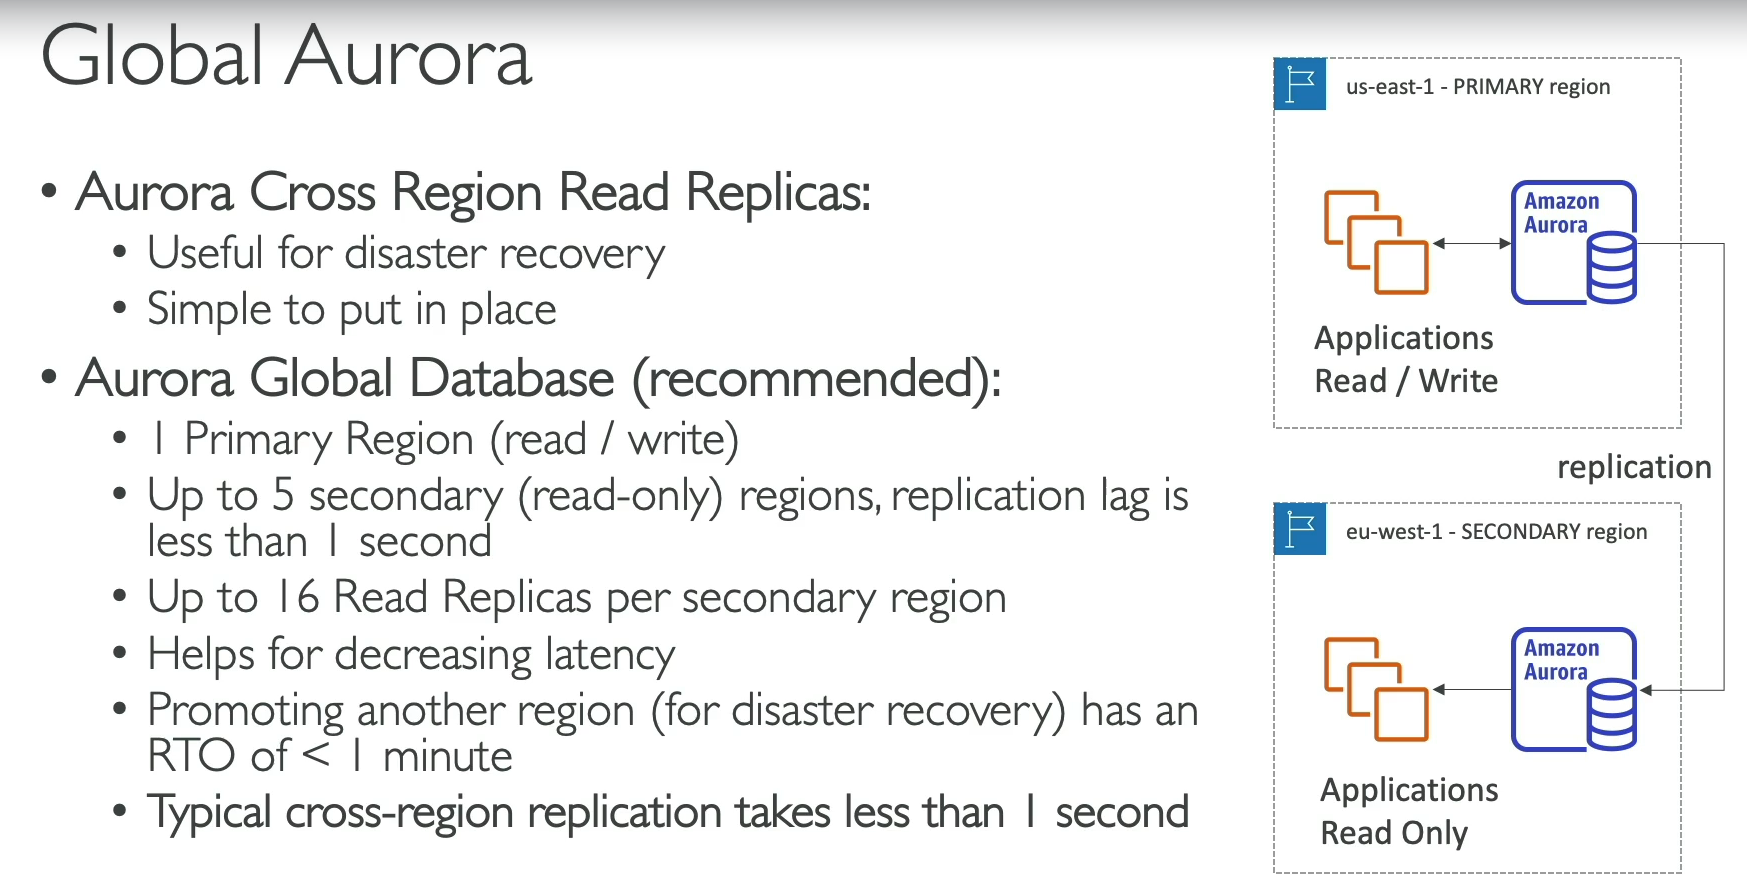 Global Aurora
• Aurora Cross Region Read Replicas:
• Useful for disaster recovery
• Simple to put in place
• Aurora Global Database (recommended):
• 1 Primary Region (read / write)
• Up to 5 secondary (read-only) regions, replication lag is
less than 1 second
• Up to 16 Read Replicas per secondary region
• Helps for decreasing latency
• Promoting another region (for disaster recovery) has an
RTO of < 1 minute
• Typical cross-region replication takes less than 1 second
us-east-1 - PRIMARY region
Amazon
Aurora
Applications
Read / Write
replication
eu-west-1 - SECONDARY region
Amazon
Aurora
Applications
Read Only